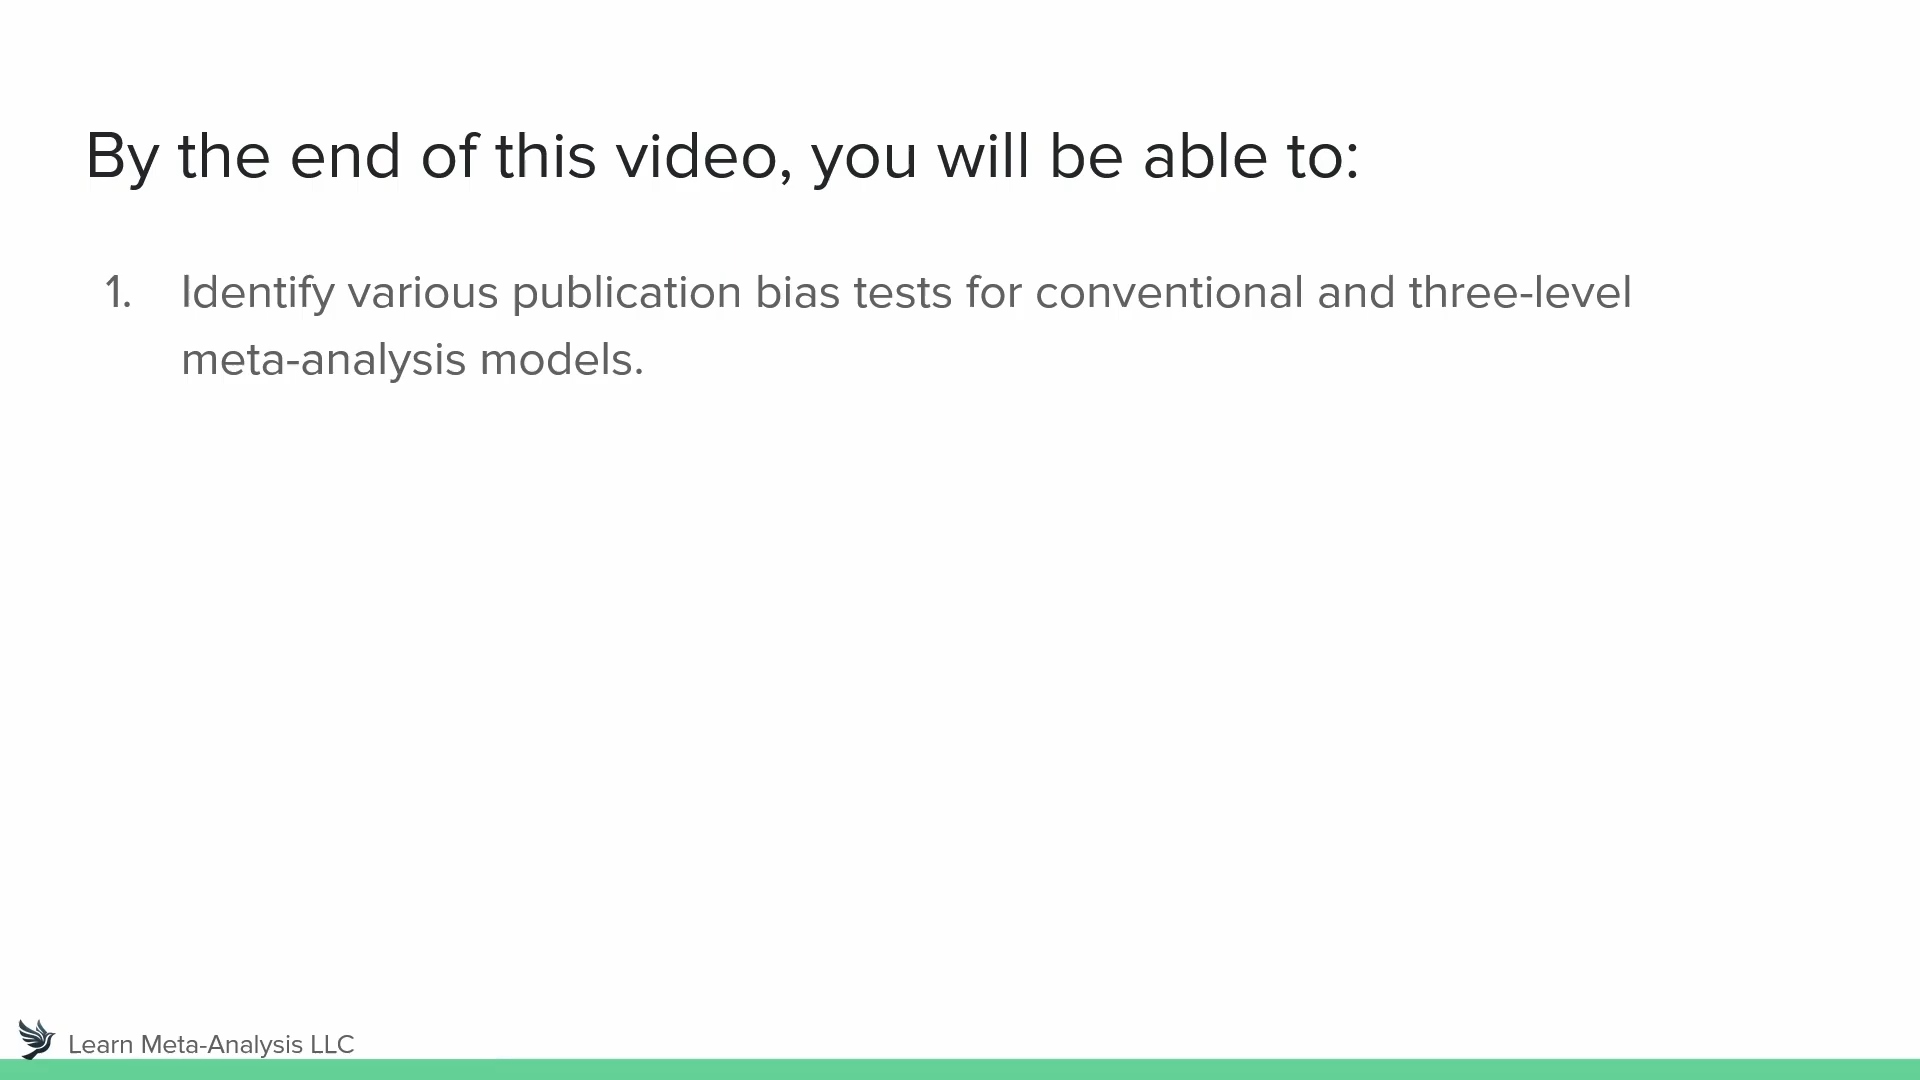 By the end of this video, you will be able to:
1. Identify various publication bias tests for conventional and three-level
meta-analysis models.
Learn Meta-Analysis LLC